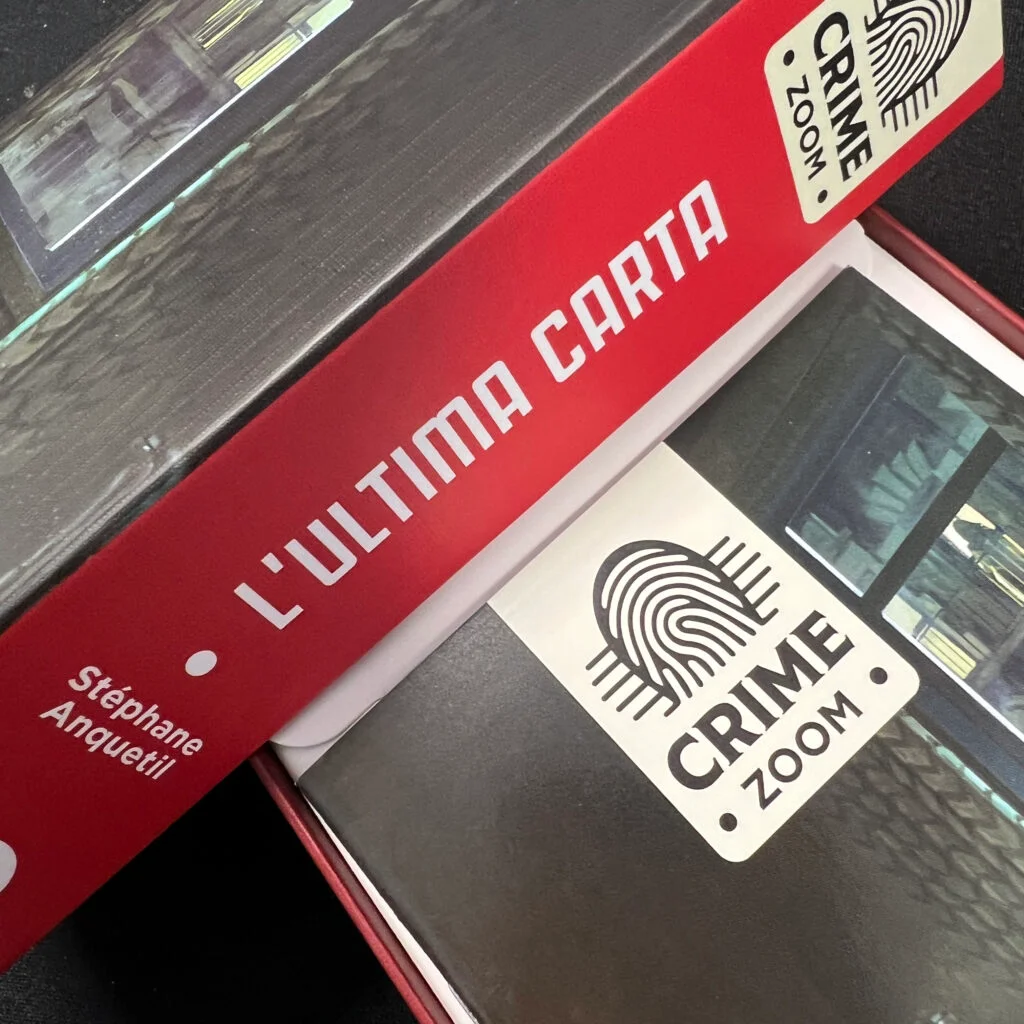 CRIME
• ZOOM •
L'ULTIMA CARTA
•
Stéphane
Anquetil
CRIME
• ZOOM •